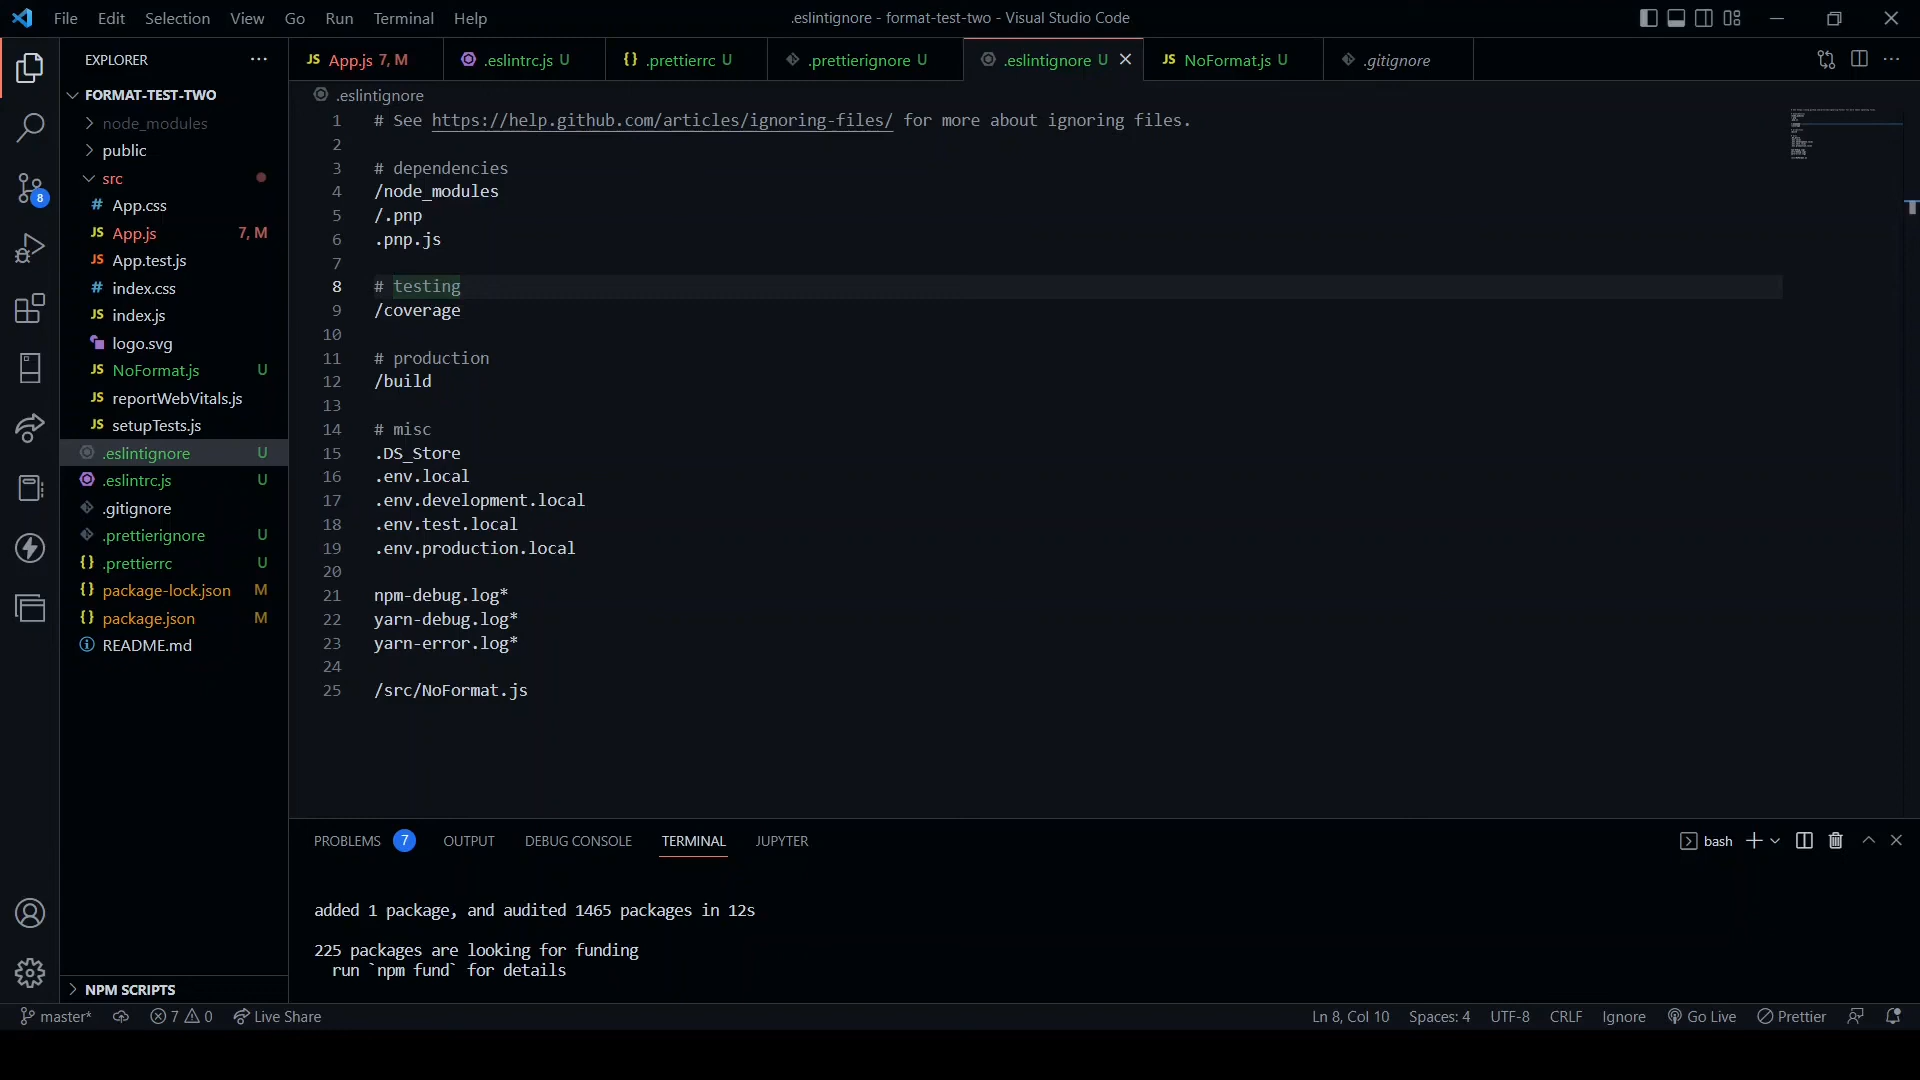 File Edit Selection View Go Run Terminal Help
.eslintignore - format-test-two - Visual Studio Code
EXPLORER
FORMAT-TEST-TWO
node_modules
public
src
# App.css
JS App.js 7, M
JS App.test.js
# index.css
JS index.js
logo.svg
JS NoFormat.js U
JS reportWebVitals.js
JS setupTests.js
.eslintignore U
.eslintrc.js U
.gitignore
.prettierignore U
{} .prettierrc U
{} package-lock.json M
{} package.json M
README.md
NPM SCRIPTS
8
JS App.js 7, M
.eslintrc.js U
{} .prettierrc U
.prettierignore U
.eslintignore U
JS NoFormat.js U
.gitignore
.eslintignore
1 # See https://help.github.com/articles/ignoring-files/ for more about ignoring files.
2
3 # dependencies
4 /node_modules
5 /.pnp
6 .pnp.js
7
8 # testing
9 /coverage
10
11 # production
12 /build
13
14 # misc
15 .DS_Store
16 .env.local
17 .env.development.local
18 .env.test.local
19 .env.production.local
20
21 npm-debug.log*
22 yarn-debug.log*
23 yarn-error.log*
24
25 /src/NoFormat.js
PROBLEMS 7 OUTPUT DEBUG CONSOLE TERMINAL JUPYTER
bash
added 1 package, and audited 1465 packages in 12s
225 packages are looking for funding
run `npm fund` for details
master* 7 0 Live Share
Ln 8, Col 10 Spaces: 4 UTF-8 CRLF Ignore Go Live Prettier